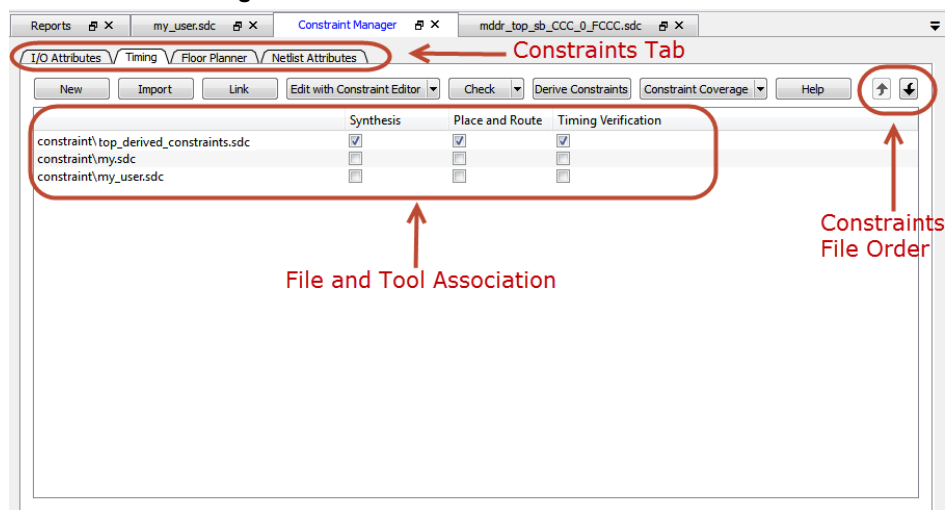 Reports my_user.sdc Constraint Manager mddr_top_sb_CCC_0_FCCC.sdc
Constraints Tab
I/O Attributes Timing Floor Planner Netlist Attributes
New Import Link Edit with Constraint Editor Check Derive Constraints Constraint Coverage Help
Synthesis Place and Route Timing Verification
constraint\top_derived_constraints.sdc
constraint\my.sdc
constraint\my_user.sdc
Constraints
File Order
File and Tool Association